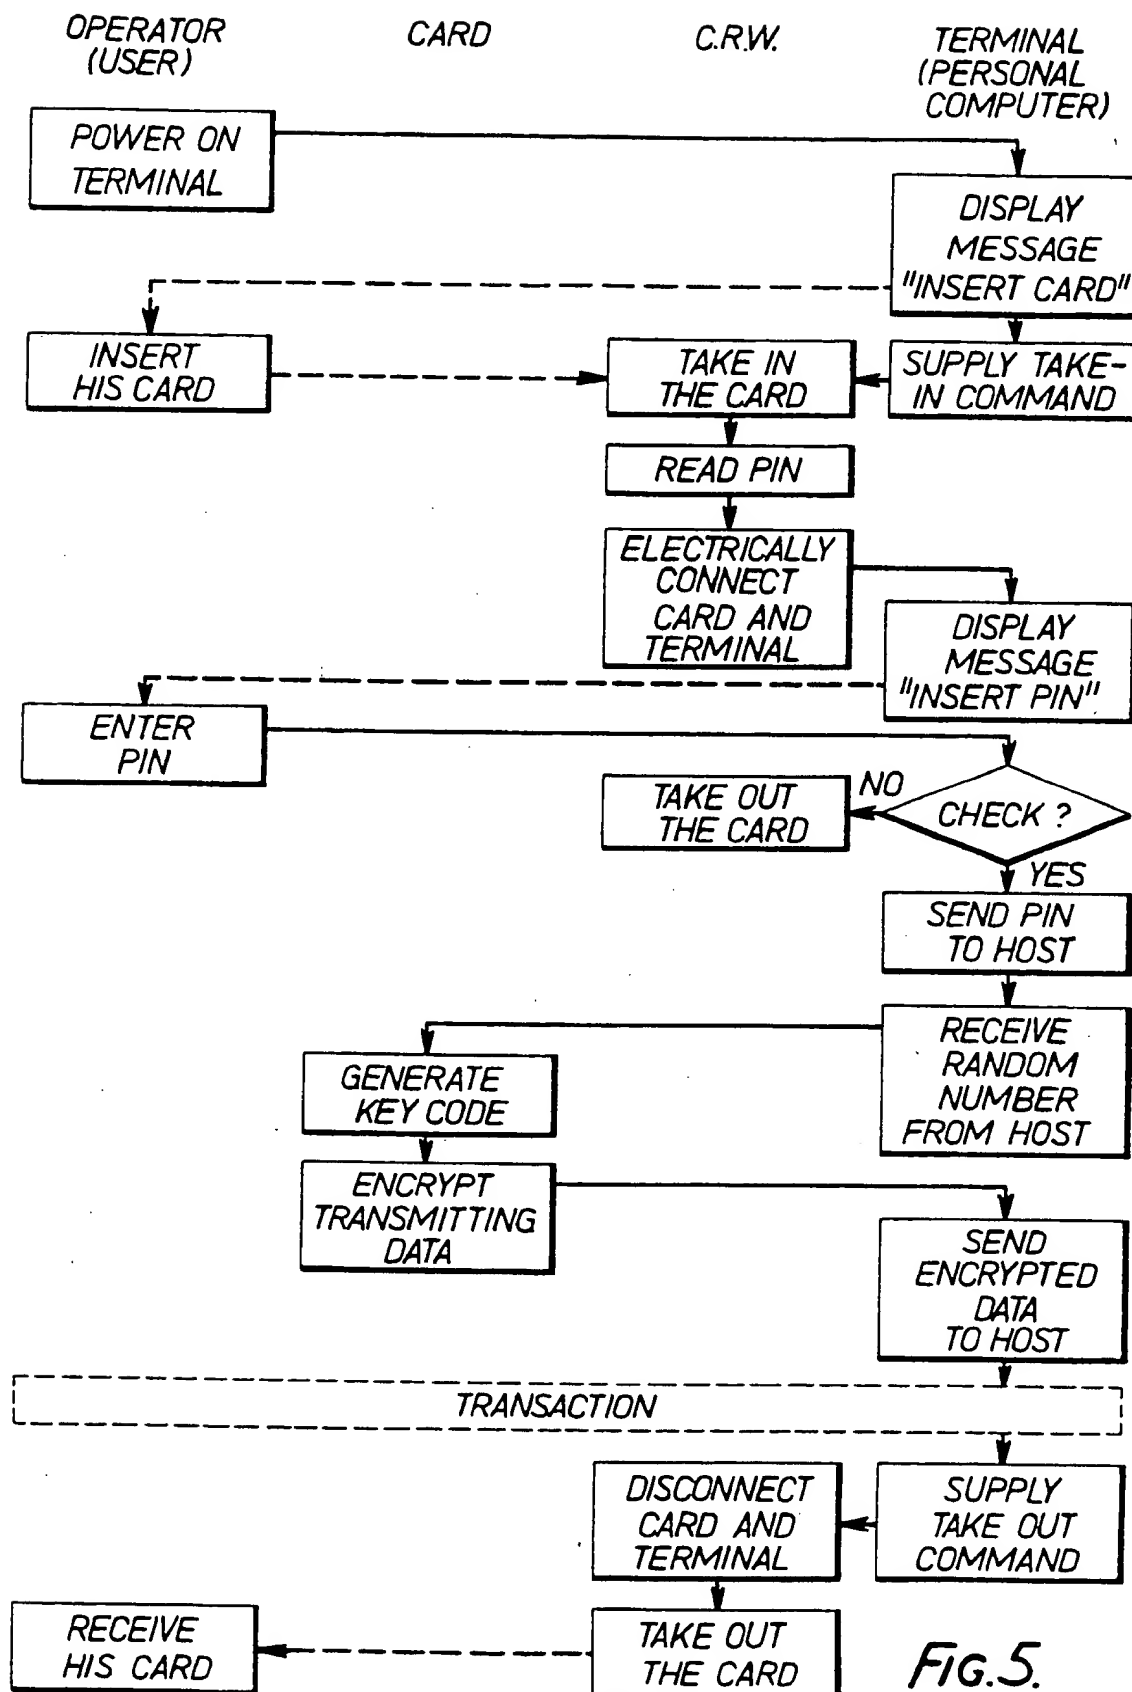 OPERATOR
(USER)
CARD
C.R.W.
TERMINAL
(PERSONAL
COMPUTER)
POWER ON
TERMINAL
DISPLAY
MESSAGE
"INSERT CARD"
INSERT
HIS CARD
TAKE IN
THE CARD
SUPPLY TAKE-
IN COMMAND
READ PIN
ELECTRICALLY
CONNECT
CARD AND
TERMINAL
DISPLAY
MESSAGE
"INSERT PIN"
ENTER
PIN
TAKE OUT
THE CARD
NO
CHECK ?
YES
SEND PIN
TO HOST
RECEIVE
RANDOM
NUMBER
FROM HOST
GENERATE
KEY CODE
ENCRYPT
TRANSMITTING
DATA
SEND
ENCRYPTED
DATA
TO HOST
TRANSACTION
DISCONNECT
CARD AND
TERMINAL
SUPPLY
TAKE OUT
COMMAND
RECEIVE
HIS CARD
TAKE OUT
THE CARD
FIG.5.